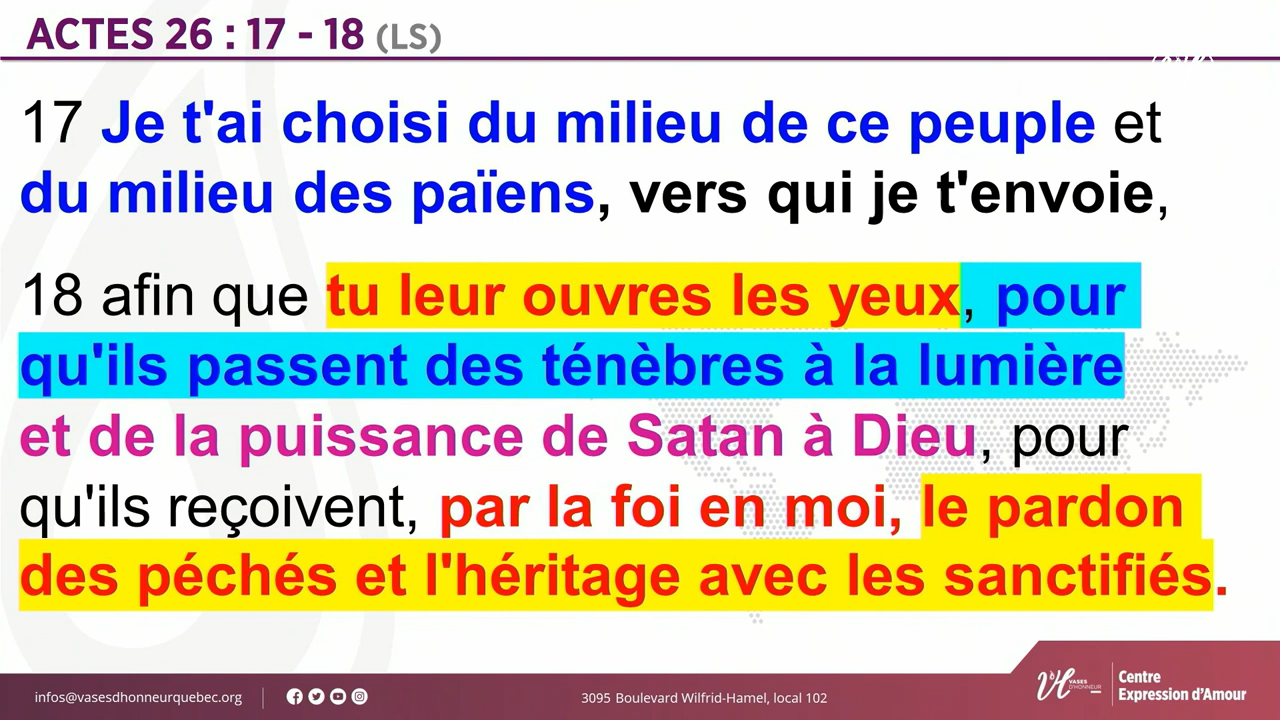 ACTES 26 : 17 - 18 (LS)
17 Je t'ai choisi du milieu de ce peuple et
du milieu des païens, vers qui je t'envoie,
18 afin que tu leur ouvres les yeux, pour
qu'ils passent des ténèbres à la lumière
et de la puissance de Satan à Dieu, pour
qu'ils reçoivent, par la foi en moi, le pardon
des péchés et l'héritage avec les sanctifiés.
infos@vasesdhonneurquebec.org
3095 Boulevard Wilfrid-Hamel, local 102
VH VASES
D'HONNEUR
Centre
Expression d'Amour